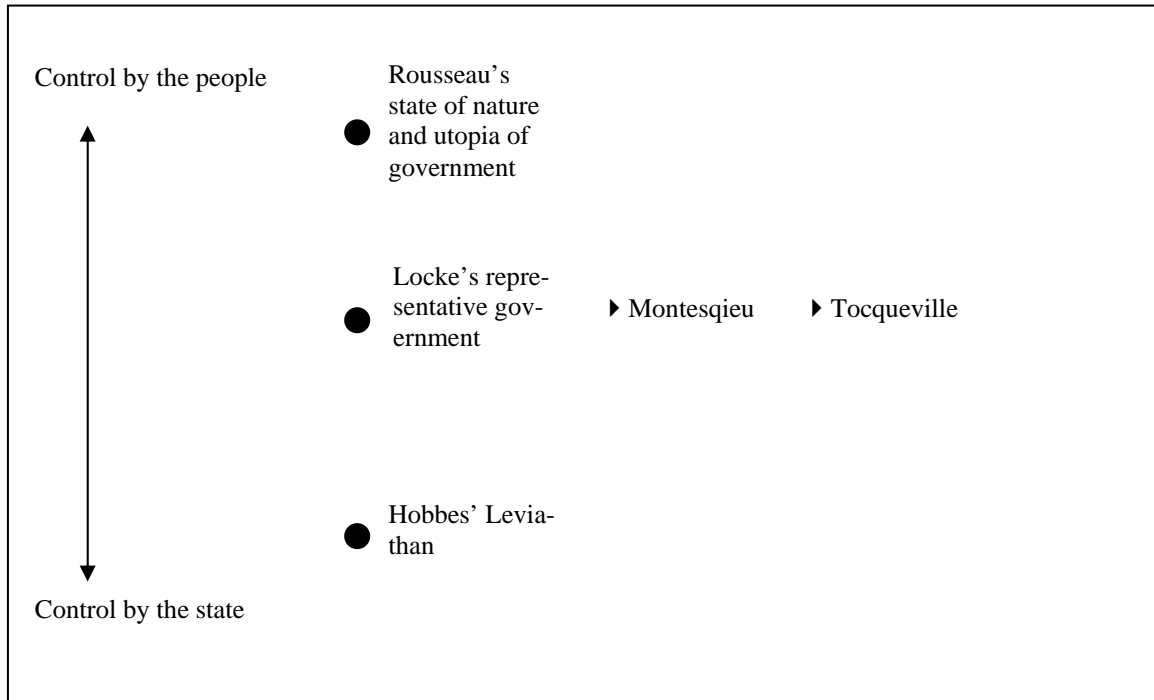 Control by the people
Rousseau’s
state of nature
and utopia of
government
Locke’s repre-
sentative gov-
ernment
Montesqieu
Tocqueville
Hobbes’ Levia-
than
Control by the state